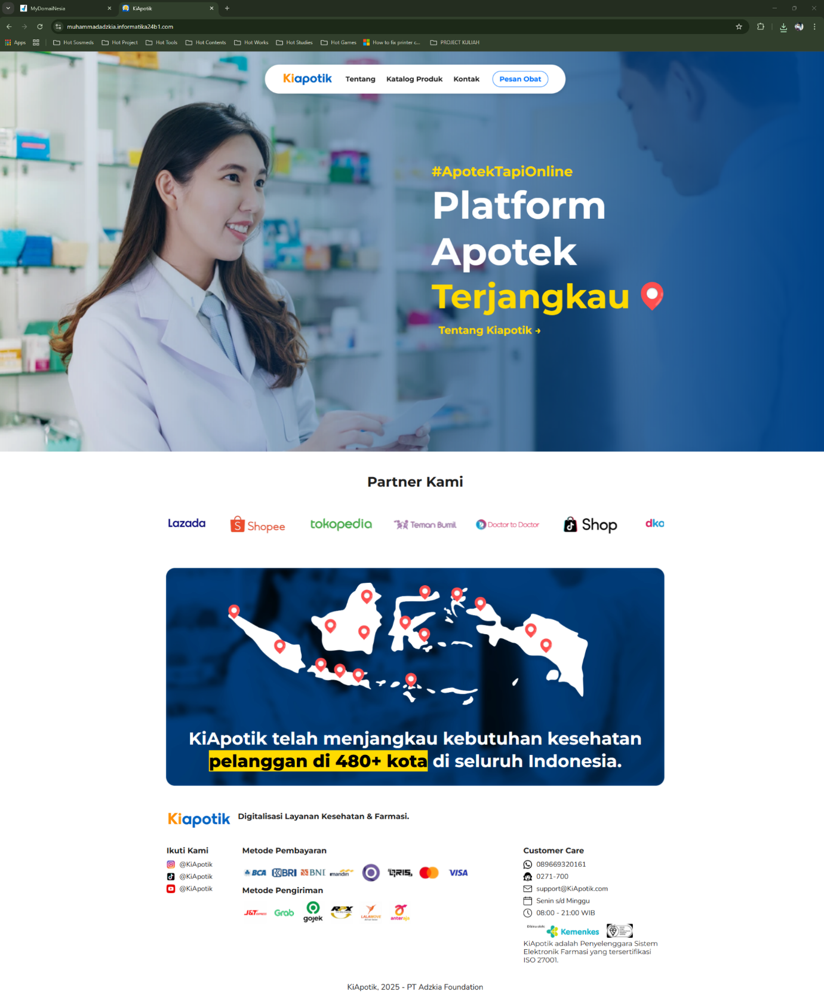 MyDomaiNesia
KiApotik
muhammadadzkia.informatika24b1.com
Apps
Hot Sosmeds
Hot Project
Hot Tools
Hot Contents
Hot Works
Hot Studies
Hot Games
How to fix printer c...
PROJECT KULIAH
Kiapotik
Tentang
Katalog Produk
Kontak
Pesan Obat
#ApotekTapiOnline
Platform
Apotek
Terjangkau
Tentang Kiapotik →
Partner Kami
Lazada
Shopee
tokopedia
Teman Bumil
Doctor to Doctor
Shop
dko
KiApotik telah menjangkau kebutuhan kesehatan
pelanggan di 480+ kota di seluruh Indonesia.
Kiapotik
Digitalisasi Layanan Kesehatan & Farmasi.
Ikuti Kami
@KiApotik
@KiApotik
@KiApotik
Metode Pembayaran
BCA
BRI
BNI
mandiri
QRIS
VISA
Metode Pengiriman
J&T EXPRESS
Grab
gojek
RPX
LALAMOVE
anteraja
Customer Care
089669320161
0271-700
support@KiApotik.com
Senin s/d Minggu
08:00 - 21:00 WIB
Dibina oleh:
Kemenkes
KiApotik adalah Penyelenggara Sistem
Elektronik Farmasi yang tersertifikasi
ISO 27001.
KiApotik, 2025 - PT Adzkia Foundation